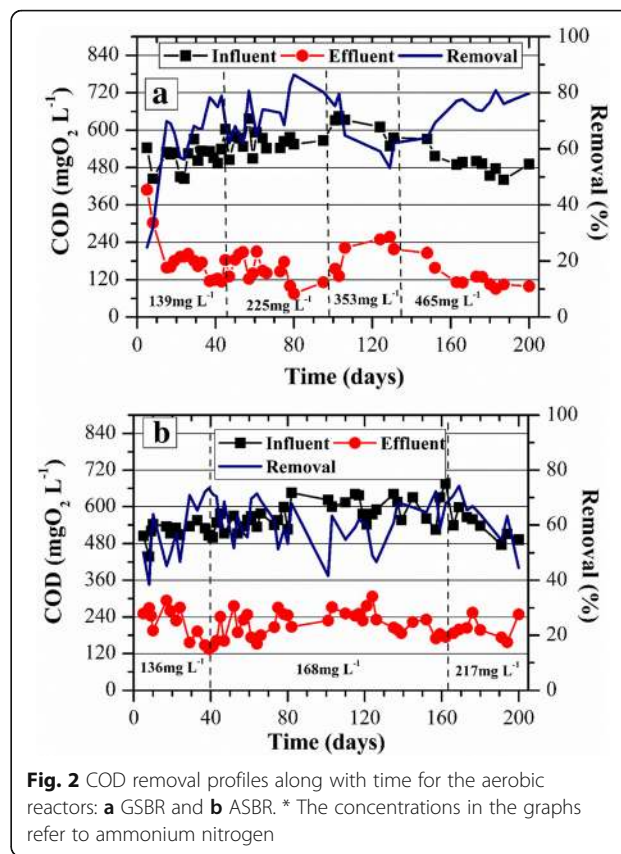 Influent Effluent Removal
a
COD (mgO₂ L⁻¹)
840
720
600
480
360
240
120
0
100
80
60
40
20
0
Removal (%)
139mg L⁻¹
225mg L⁻¹
353mg L⁻¹
465mg L⁻¹
0 40 80 120 160 200
Time (days)
b
Influent Effluent
Removal
COD (mgO₂ L⁻¹)
840
720
600
480
360
240
120
0
100
80
60
40
20
0
Removal (%)
136mg L⁻¹
168mg L⁻¹
217mg L⁻¹
0 40 80 120 160 200
Time (days)
Fig. 2 COD removal profiles along with time for the aerobic
reactors: a GSBR and b ASBR. * The concentrations in the graphs
refer to ammonium nitrogen